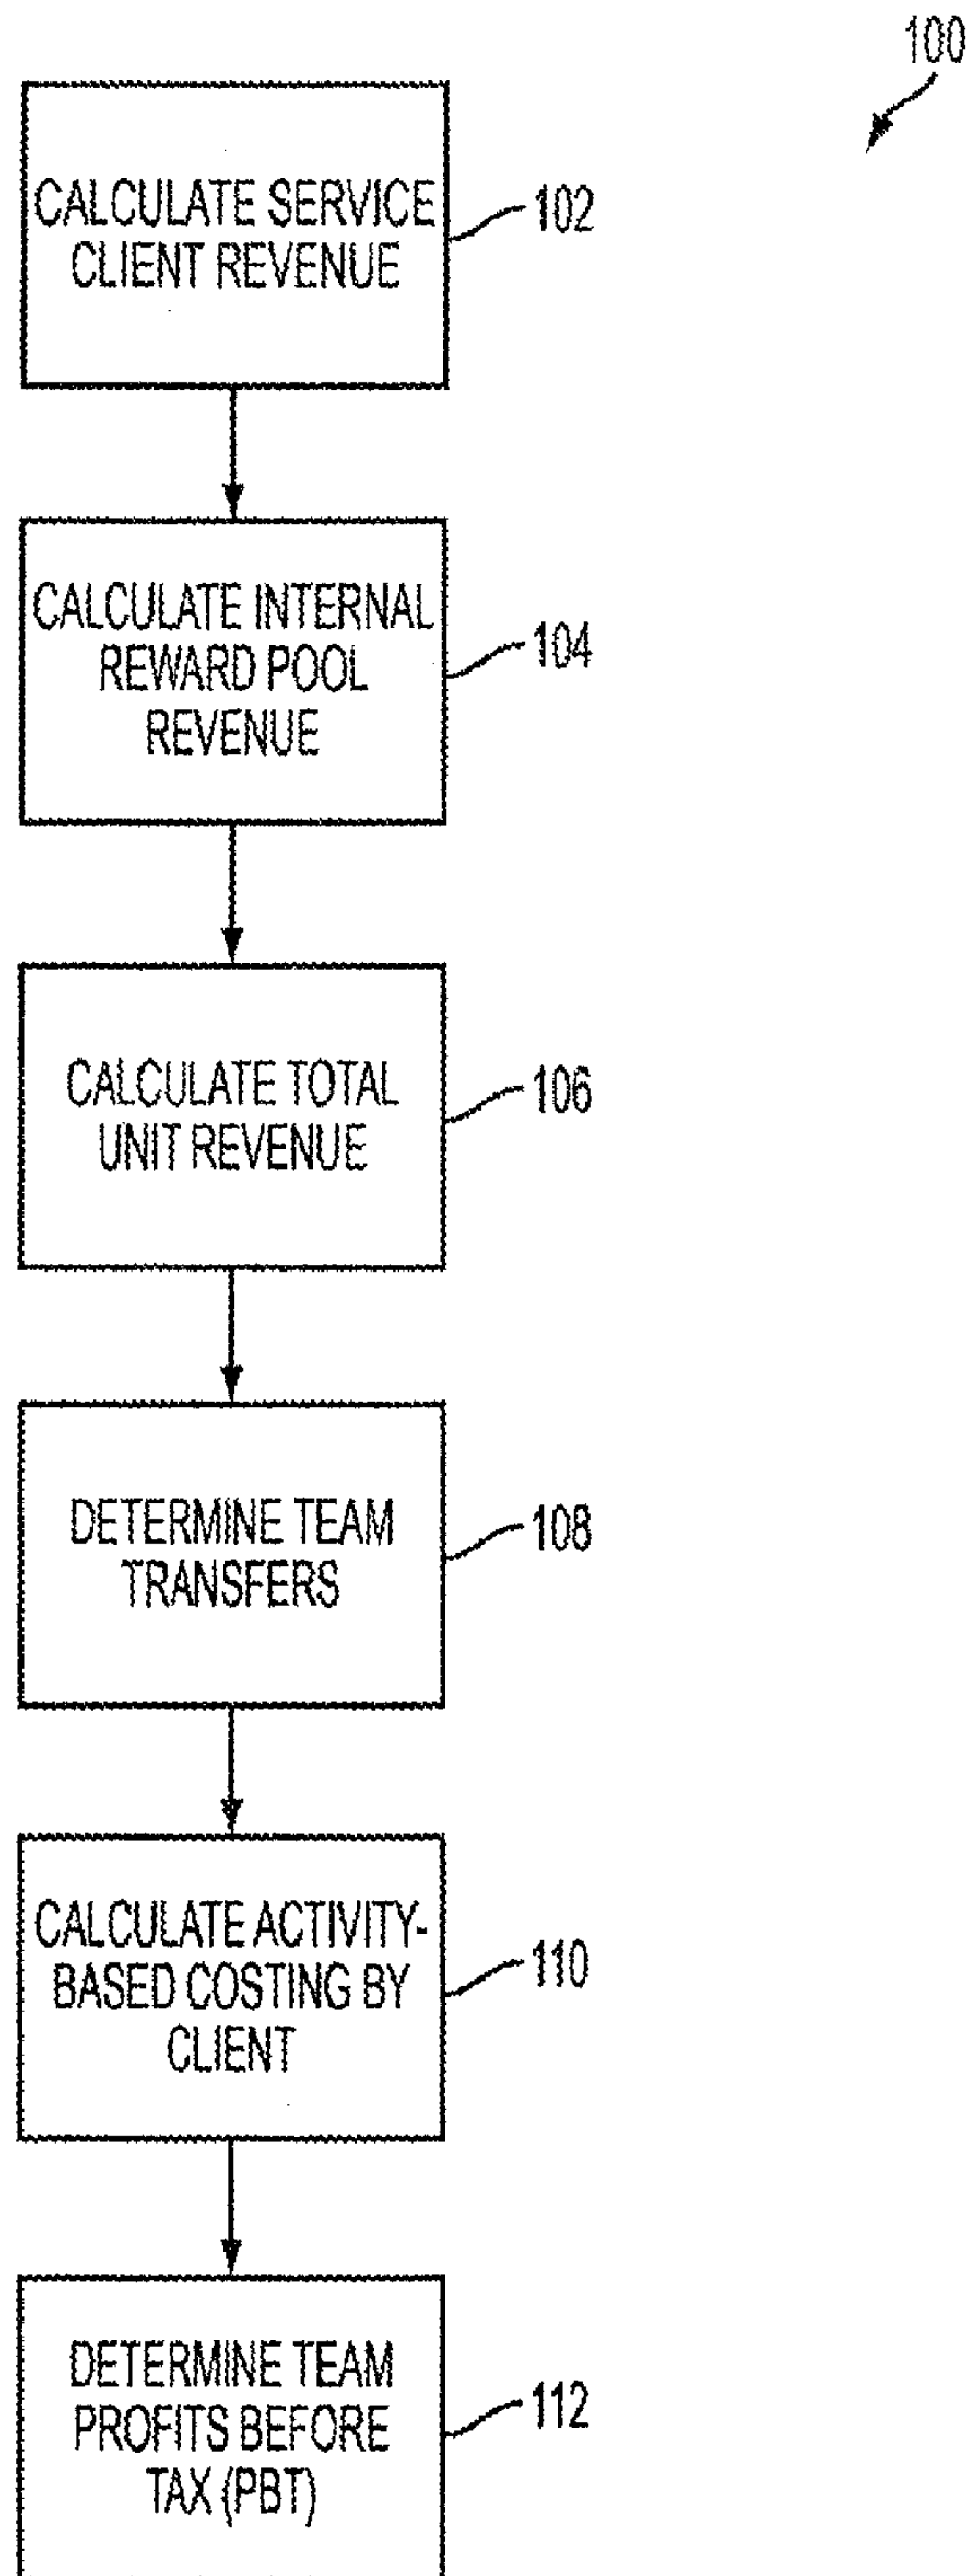 100
CALCULATE SERVICE
CLIENT REVENUE
102
CALCULATE INTERNAL
REWARD POOL
REVENUE
104
CALCULATE TOTAL
UNIT REVENUE
106
DETERMINE TEAM
TRANSFERS
108
CALCULATE ACTIVITY-
BASED COSTING BY
CLIENT
110
DETERMINE TEAM
PROFITS BEFORE
TAX (PBT)
112